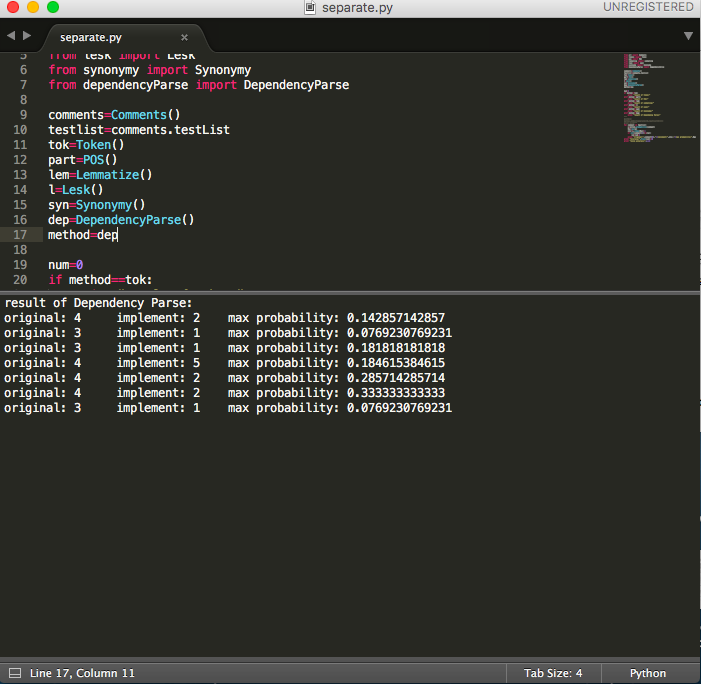 separate.py
UNREGISTERED
separate.py ×
5 from lesk import Lesk
6 from synonymy import Synonymy
7 from dependencyParse import DependencyParse
8
9 comments=Comments()
10 testlist=comments.testList
11 tok=Token()
12 part=POS()
13 lem=Lemmatize()
14 l=Lesk()
15 syn=Synonymy()
16 dep=DependencyParse()
17 method=dep
18
19 num=0
20 if method==tok:
result of Dependency Parse:
original: 4 implement: 2 max probability: 0.142857142857
original: 3 implement: 1 max probability: 0.0769230769231
original: 3 implement: 1 max probability: 0.181818181818
original: 4 implement: 5 max probability: 0.184615384615
original: 4 implement: 2 max probability: 0.285714285714
original: 4 implement: 2 max probability: 0.333333333333
original: 3 implement: 1 max probability: 0.0769230769231
Line 17, Column 11
Tab Size: 4
Python